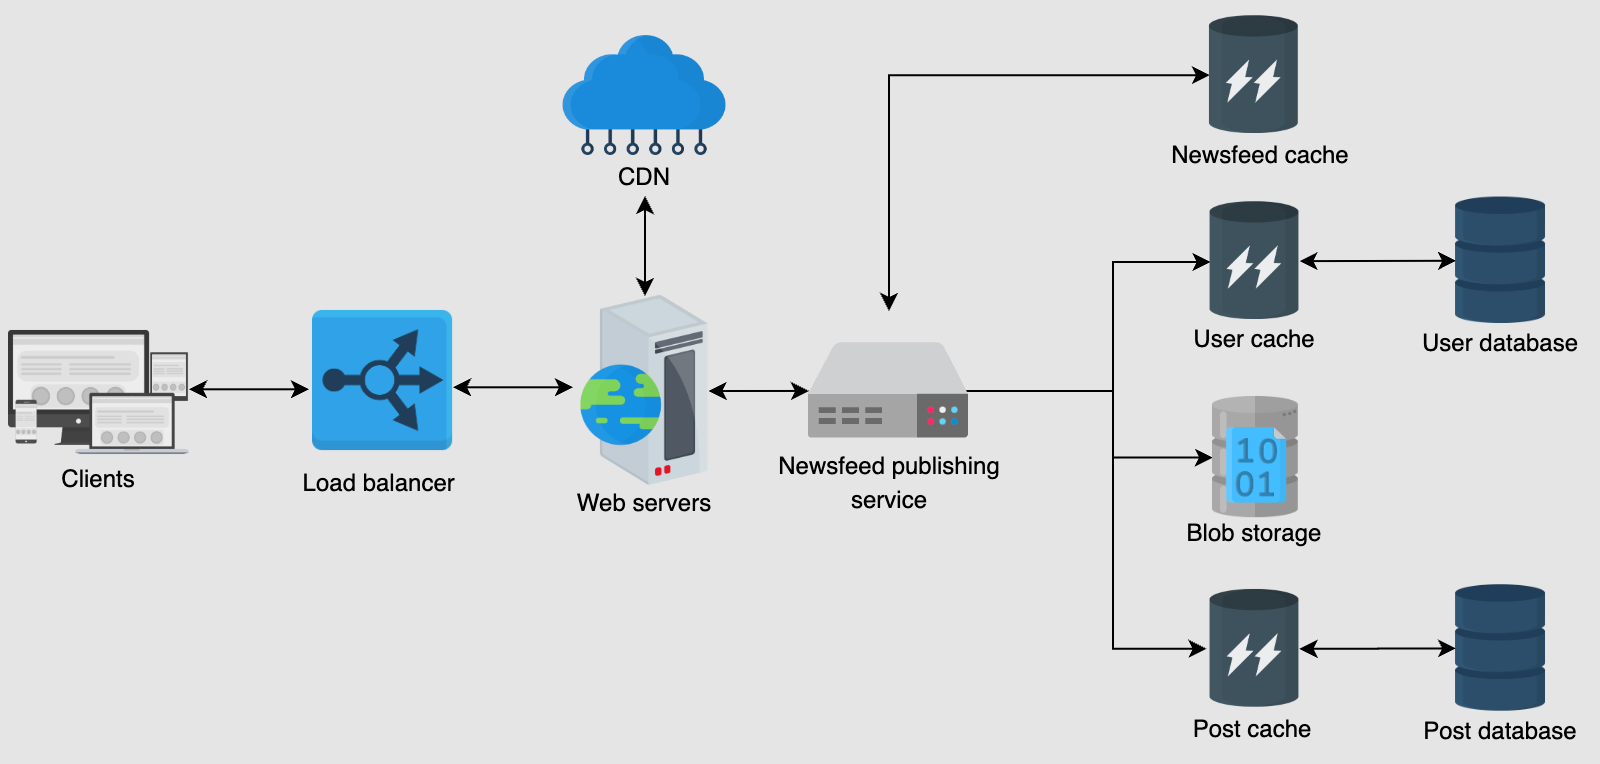 CDN
Newsfeed cache
User cache
User database
Clients
Load balancer
Web servers
Newsfeed publishing
service
10
01
Blob storage
Post cache
Post database